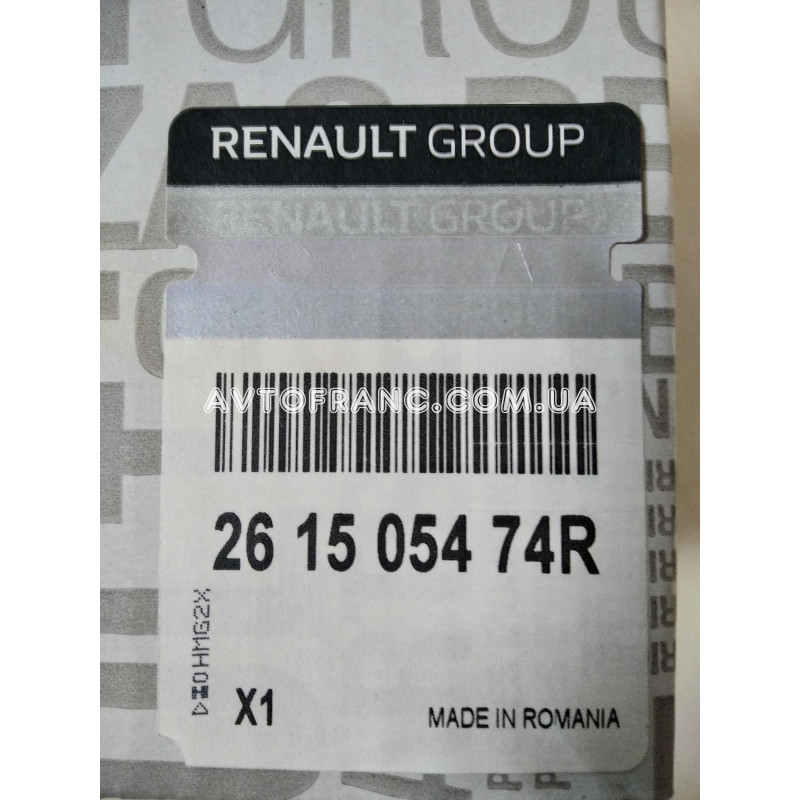 RENAULT GROUP
RENAULT GROUP
AVTOFRANC.COM.UA
26 15 054 74R
X1
MADE IN ROMANIA